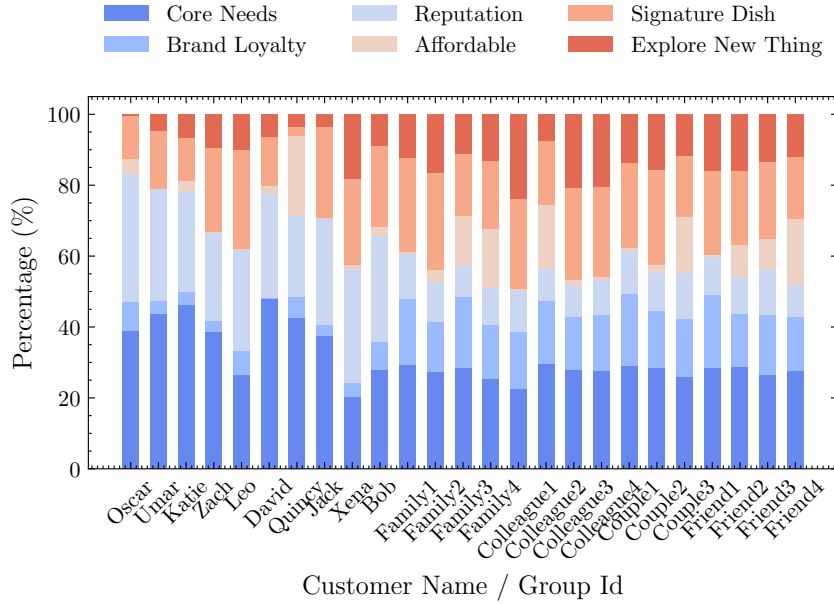 Core Needs
Reputation
Signature Dish
Brand Loyalty
Affordable
Explore New Thing
Percentage (%)
100
80
60
40
20
0
Oscar
Umar
Katie
Zach
Leo
David
Quincy
Jack
Xena
Bob
Family1
Family2
Family3
Family4
Colleague1
Colleague2
Colleague3
Colleague4
Couple1
Couple2
Couple3
Friend1
Friend2
Friend3
Friend4
Customer Name / Group Id